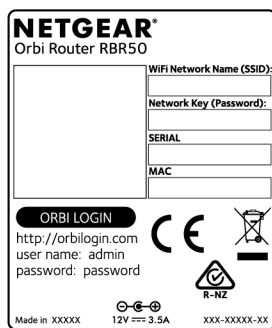 NETGEAR®
Orbi Router RBR50
WiFi Network Name (SSID):
Network Key (Password):
SERIAL
MAC
ORBI LOGIN
http://orbilogin.com
user name: admin
password: password
CE
R-NZ
Made in XXXXX
12V ⎓ 3.5A
XXX-XXXXX-XX